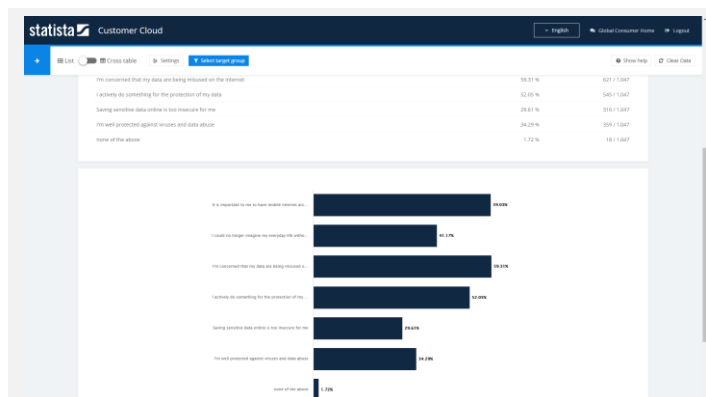 statista Customer Cloud English Global Consumer Home Logout
List Cross table Settings Select target group Show help Clear Data
I'm concerned that my data are being misused on the internet 59.31 % 621 / 1,047
I actively do something for the protection of my data 52.05 % 545 / 1,047
Saving sensitive data online is too insecure for me 29.61 % 310 / 1,047
I'm well protected against viruses and data abuse 34.29 % 359 / 1,047
none of the above 1.72 % 18 / 1,047
It is important to me to have mobile internet acc... 59.03%
I could no longer imagine my everyday life witho... 41.17%
I'm concerned that my data are being misused o... 59.31%
I actively do something for the protection of my ... 52.05%
Saving sensitive data online is too insecure for me 29.61%
I'm well protected against viruses and data abuse 34.29%
none of the above 1.72%